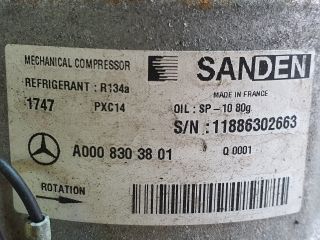 MECHANICAL COMPRESSOR
SANDEN
REFRIGERANT : R134a
MADE IN FRANCE
1747 PXC14
OIL : SP-10 80g
S/N : 11886302663
A000 830 38 01
Q 0001
ROTATION